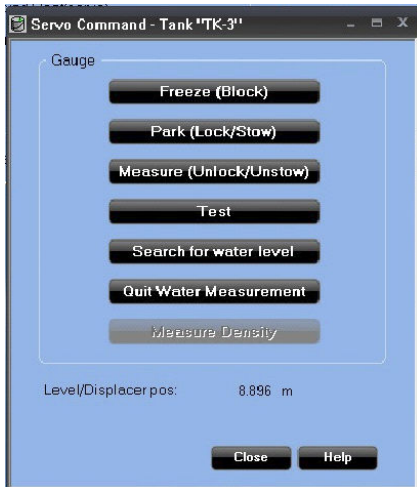 Servo Command - Tank "TK-3"
Gauge
Freeze (Block)
Park (Lock/Stow)
Measure (Unlock/Unstow)
Test
Search for water level
Quit Water Measurement
Measure Density
Level/Displacer pos: 8.896 m
Close Help